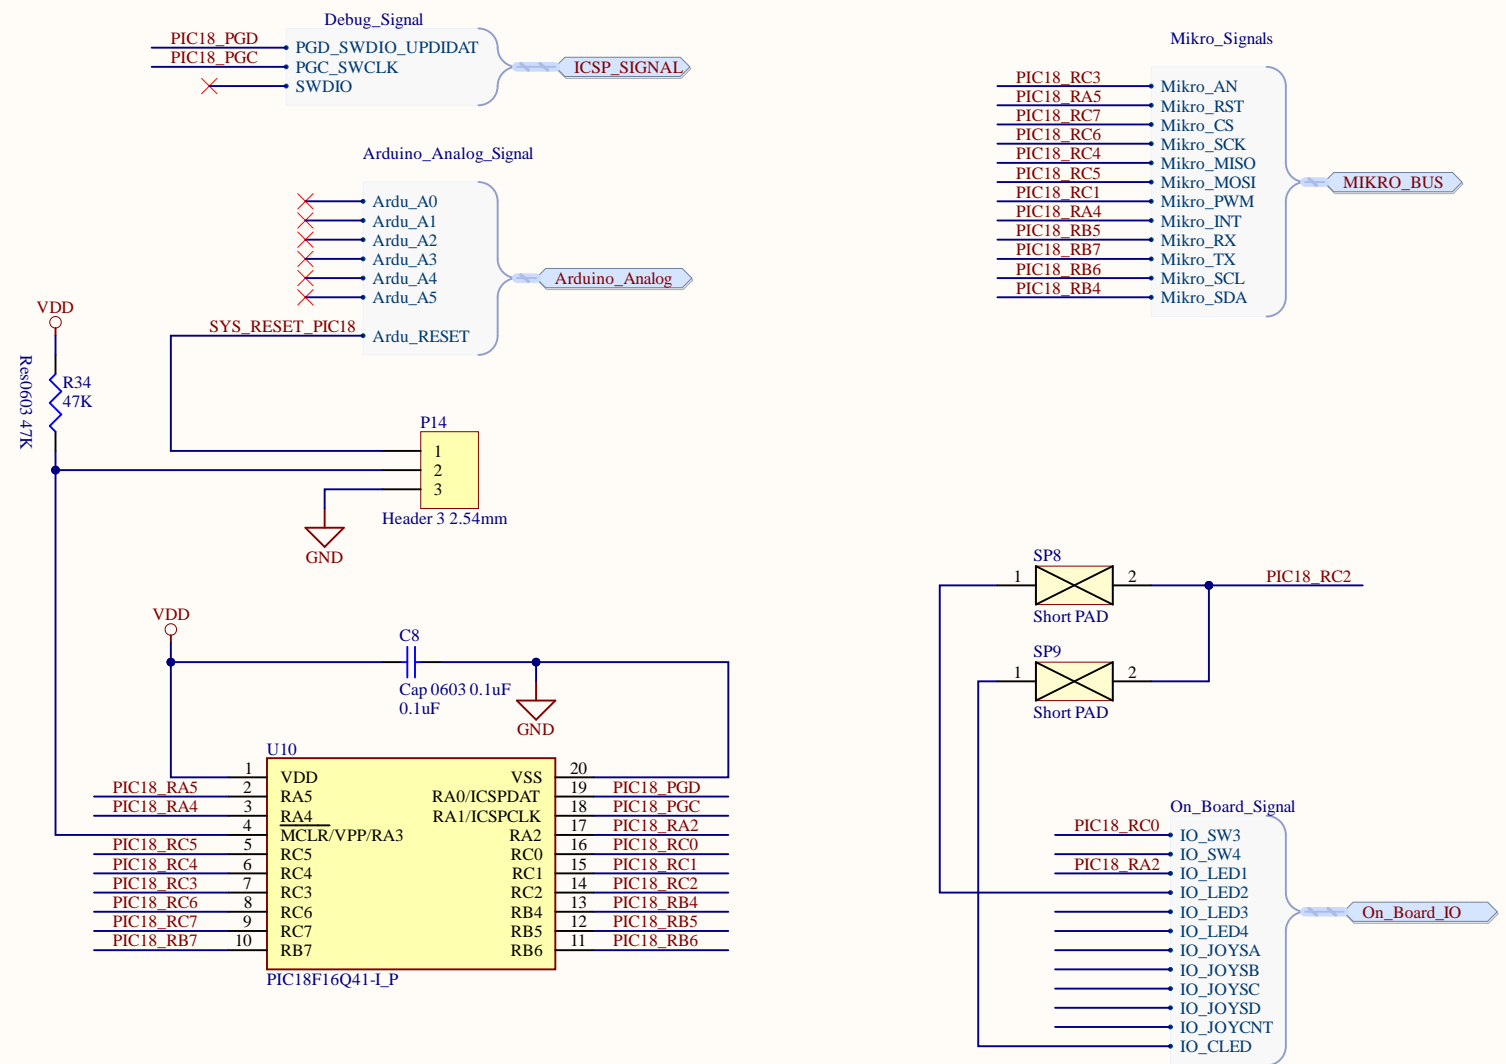 Debug_Signal
PIC18_PGD
PGD_SWDIO_UPDIDAT
PIC18_PGC
PGC_SWCLK
SWDIO
ICSP_SIGNAL
Arduino_Analog_Signal
Ardu_A0
Ardu_A1
Ardu_A2
Ardu_A3
Ardu_A4
Ardu_A5
SYS_RESET_PIC18
Ardu_RESET
Arduino_Analog
Mikro_Signals
PIC18_RC3
Mikro_AN
PIC18_RA5
Mikro_RST
PIC18_RC7
Mikro_CS
PIC18_RC6
Mikro_SCK
PIC18_RC4
Mikro_MISO
PIC18_RC5
Mikro_MOSI
PIC18_RC1
Mikro_PWM
PIC18_RA4
Mikro_INT
PIC18_RB5
Mikro_RX
PIC18_RB7
Mikro_TX
PIC18_RB6
Mikro_SCL
PIC18_RB4
Mikro_SDA
MIKRO_BUS
VDD
R34
47K
Res0603 47K
P14
1
2
3
Header 3 2.54mm
GND
VDD
C8
Cap 0603 0.1uF
0.1uF
GND
U10
1 VDD VSS 20
PIC18_RA5 2 RA5 RA0/ICSPDAT 19 PIC18_PGD
PIC18_RA4 3 RA4 RA1/ICSPCLK 18 PIC18_PGC
4 MCLR/VPP/RA3 RA2 17 PIC18_RA2
PIC18_RC5 5 RC5 RC0 16 PIC18_RC0
PIC18_RC4 6 RC4 RC1 15 PIC18_RC1
PIC18_RC3 7 RC3 RC2 14 PIC18_RC2
PIC18_RC6 8 RC6 RB4 13 PIC18_RB4
PIC18_RC7 9 RC7 RB5 12 PIC18_RB5
PIC18_RB7 10 RB7 RB6 11 PIC18_RB6
PIC18F16Q41-I_P
SP8
1 2
PIC18_RC2
Short PAD
SP9
1 2
Short PAD
On_Board_Signal
PIC18_RC0
IO_SW3
IO_SW4
PIC18_RA2
IO_LED1
IO_LED2
IO_LED3
IO_LED4
IO_JOYSA
IO_JOYSB
IO_JOYSC
IO_JOYSD
IO_JOYCNT
IO_CLED
On_Board_IO